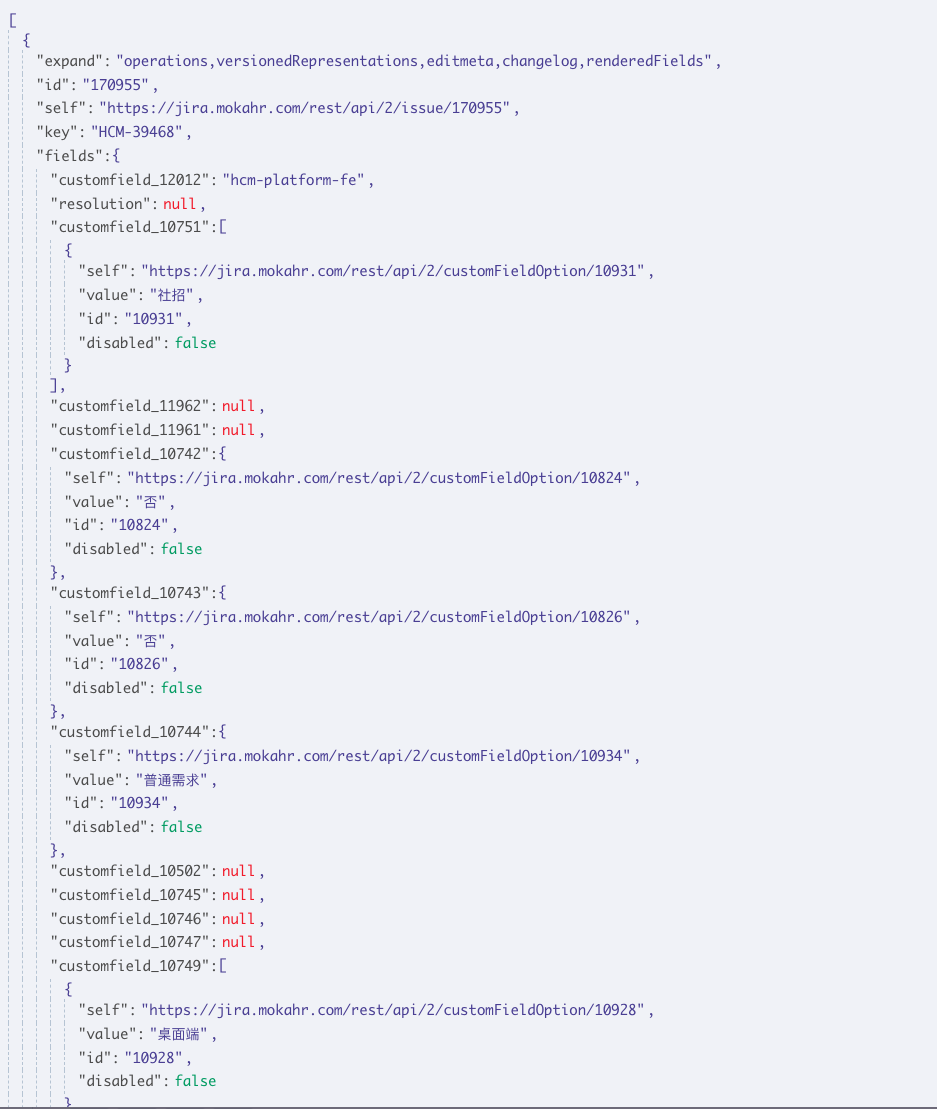 [
{
"expand":"operations,versionedRepresentations,editmeta,changelog,renderedFields",
"id":"170955",
"self":"https://jira.mokahr.com/rest/api/2/issue/170955",
"key":"HCM-39468",
"fields":{
"customfield_12012":"hcm-platform-fe",
"resolution":null,
"customfield_10751":[
{
"self":"https://jira.mokahr.com/rest/api/2/customFieldOption/10931",
"value":"社招",
"id":"10931",
"disabled":false
}
],
"customfield_11962":null,
"customfield_11961":null,
"customfield_10742":{
"self":"https://jira.mokahr.com/rest/api/2/customFieldOption/10824",
"value":"否",
"id":"10824",
"disabled":false
},
"customfield_10743":{
"self":"https://jira.mokahr.com/rest/api/2/customFieldOption/10826",
"value":"否",
"id":"10826",
"disabled":false
},
"customfield_10744":{
"self":"https://jira.mokahr.com/rest/api/2/customFieldOption/10934",
"value":"普通需求",
"id":"10934",
"disabled":false
},
"customfield_10502":null,
"customfield_10745":null,
"customfield_10746":null,
"customfield_10747":null,
"customfield_10749":[
{
"self":"https://jira.mokahr.com/rest/api/2/customFieldOption/10928",
"value":"桌面端",
"id":"10928",
"disabled":false
}